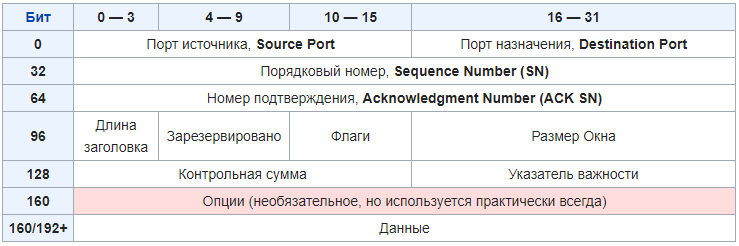 Бит 0 — 3 4 — 9 10 — 15 16 — 31
0 Порт источника, Source Port Порт назначения, Destination Port
32 Порядковый номер, Sequence Number (SN)
64 Номер подтверждения, Acknowledgment Number (ACK SN)
96 Длина заголовка Зарезервировано Флаги Размер Окна
128 Контрольная сумма Указатель важности
160 Опции (необязательное, но используется практически всегда)
160/192+ Данные